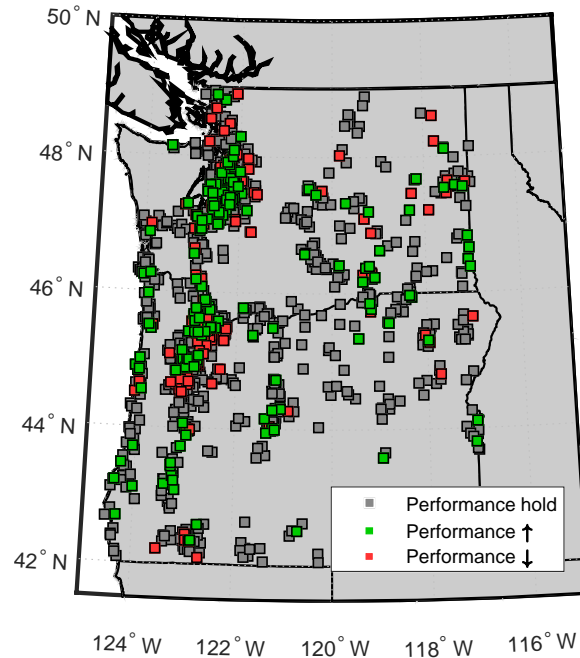 50° N
48° N
46° N
44° N
42° N
Performance hold
Performance ↑
Performance ↓
124° W 122° W 120° W 118° W 116° W